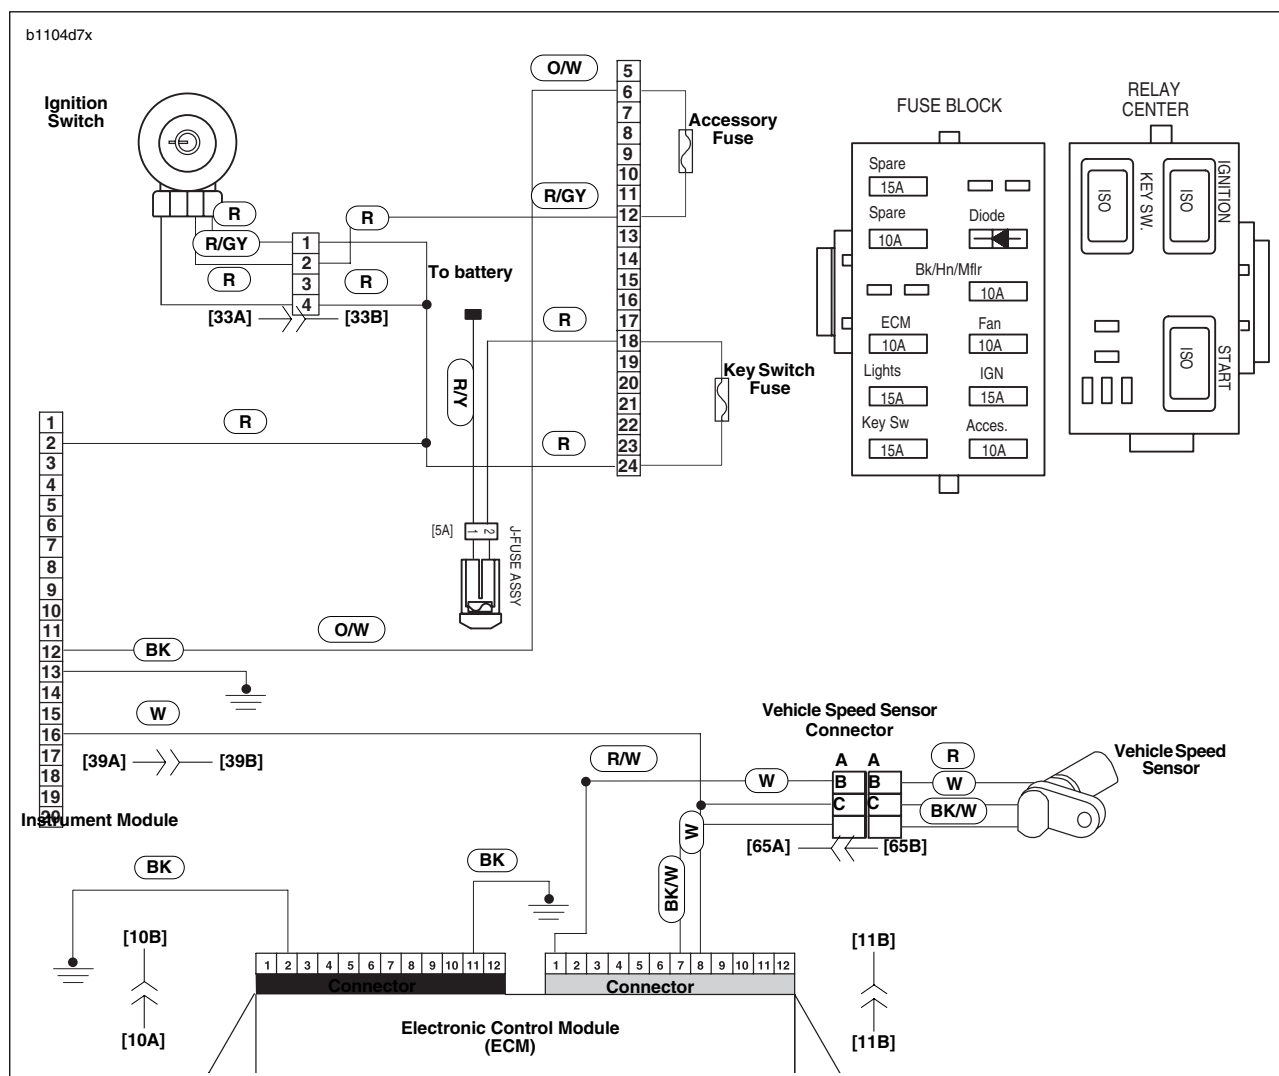 b1104d7x
Ignition
Switch
R
R/GY
R
1
2
3
4
R
R
[33A]
[33B]
To battery
O/W
R/GY
R
R
R/Y
5
6
7
8
9
10
11
12
13
14
15
16
17
18
19
20
21
22
23
24
Accessory
Fuse
Key Switch
Fuse
FUSE BLOCK
Spare
15A
Spare
10A
Diode
Bk/Hn/Mflr
10A
ECM
10A
Fan
10A
Lights
15A
IGN
15A
Key Sw
15A
Acces.
10A
RELAY
CENTER
ISO
KEY SW.
ISO
IGNITION
ISO
START
1
2
3
4
5
6
7
8
9
10
11
12
13
14
15
16
17
18
19
20
R
[5A]
1
2
J-FUSE ASSY
O/W
BK
W
[39A]
[39B]
Instrument Module
Vehicle Speed Sensor
Connector
A A
B B
C C
R/W
W
R
W
BK/W
Vehicle Speed
Sensor
[65A]
[65B]
W
BK/W
BK
BK
[10B]
[10A]
[11B]
[11B]
1 2 3 4 5 6 7 8 9 10 11 12
Connector
1 2 3 4 5 6 7 8 9 10 11 12
Connector
Electronic Control Module
(ECM)